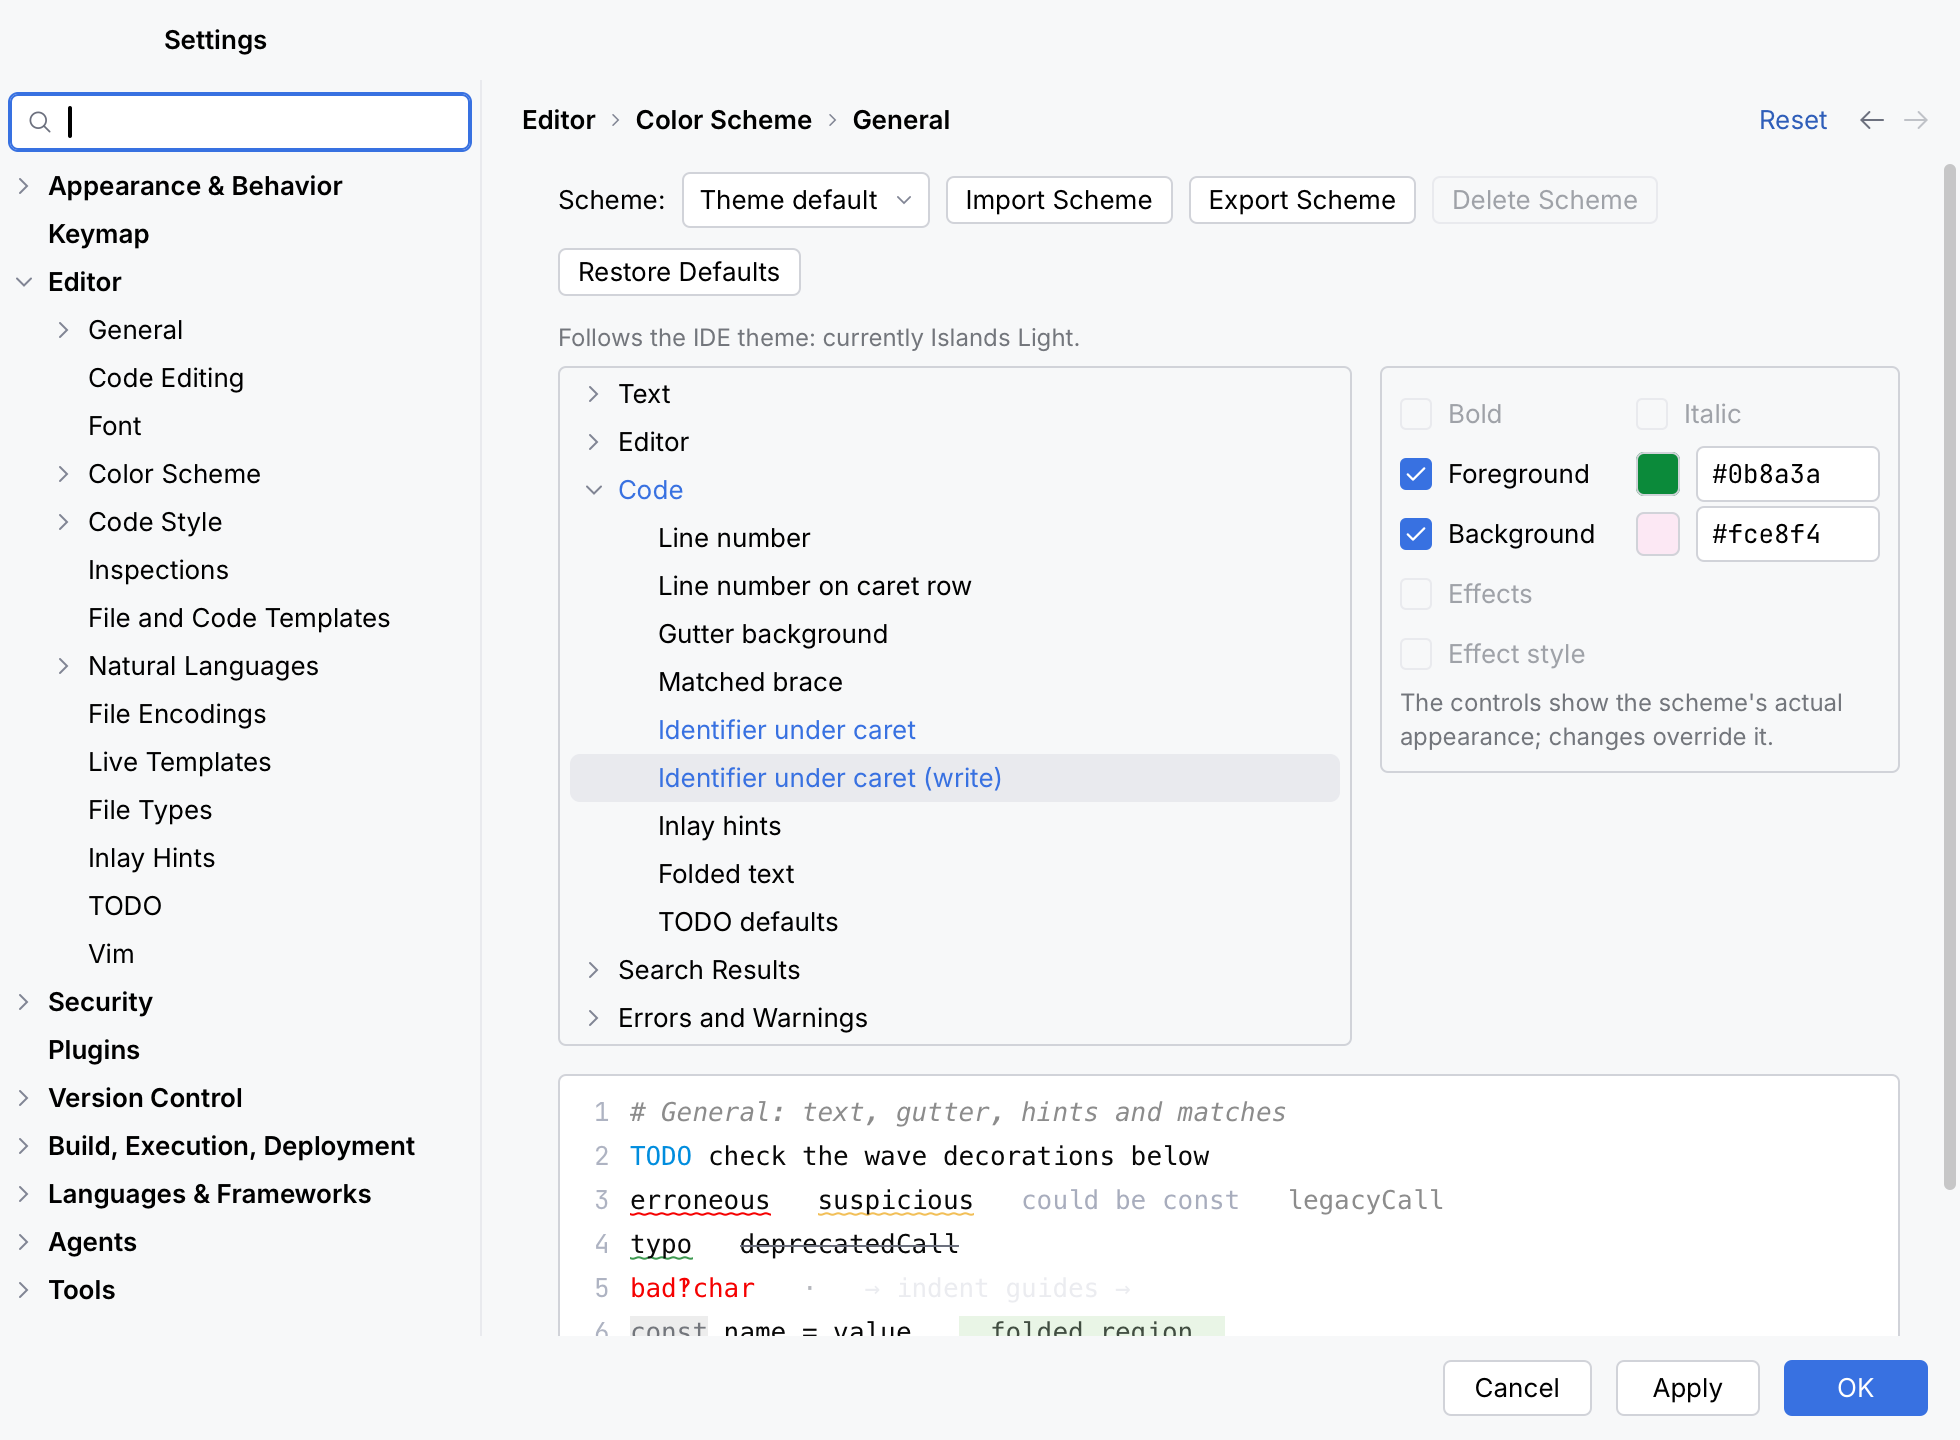 Settings
Appearance & Behavior
Keymap
Editor
General
Code Editing
Font
Color Scheme
Code Style
Inspections
File and Code Templates
Natural Languages
File Encodings
Live Templates
File Types
Inlay Hints
TODO
Vim
Security
Plugins
Version Control
Build, Execution, Deployment
Languages & Frameworks
Agents
Tools
Editor › Color Scheme › General
Reset ← →
Scheme: Theme default Import Scheme Export Scheme Delete Scheme
Restore Defaults
Follows the IDE theme: currently Islands Light.
Text
Editor
Code
Line number
Line number on caret row
Gutter background
Matched brace
Identifier under caret
Identifier under caret (write)
Inlay hints
Folded text
TODO defaults
Search Results
Errors and Warnings
Bold Italic
Foreground #0b8a3a
Background #fce8f4
Effects
Effect style
The controls show the scheme's actual
appearance; changes override it.
1 # General: text, gutter, hints and matches
2 TODO check the wave decorations below
3 erroneous suspicious could be const legacyCall
4 typo deprecatedCall
5 bad‽char · → indent guides →
6 const name = value folded region
Cancel Apply OK